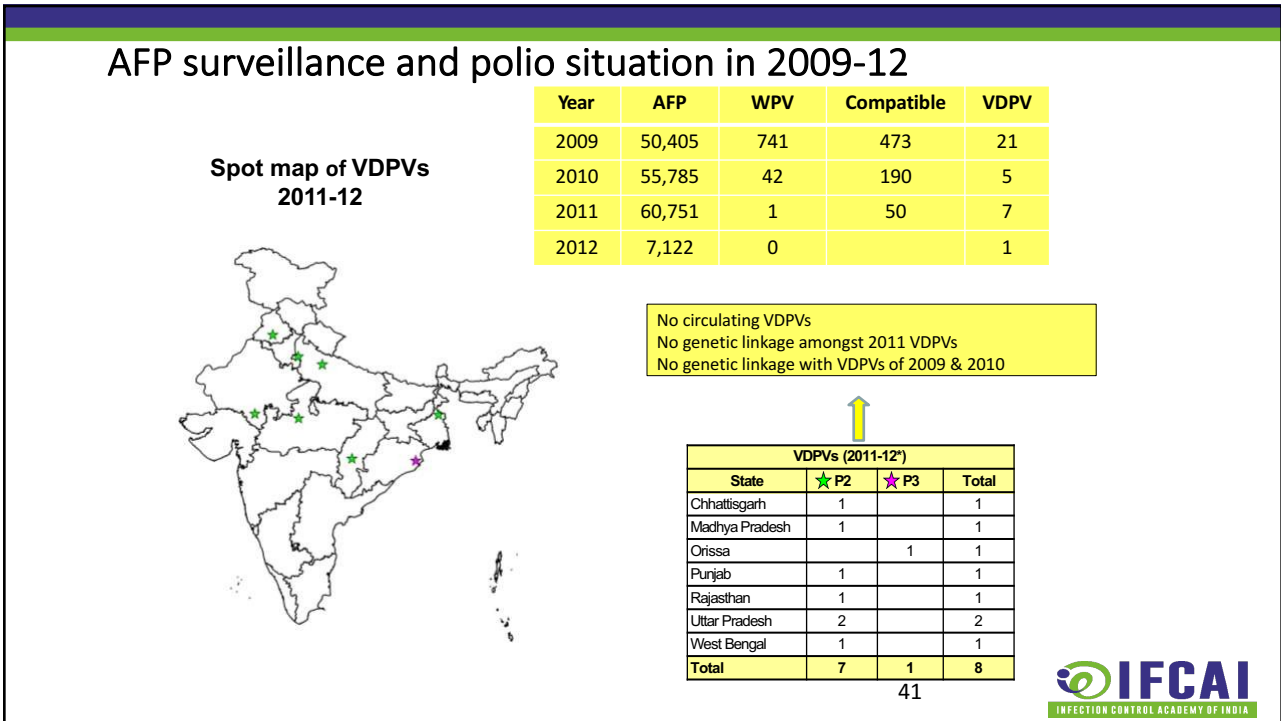 AFP surveillance and polio situation in 2009-12
Year AFP WPV Compatible VDPV
2009 50,405 741 473 21
2010 55,785 42 190 5
2011 60,751 1 50 7
2012 7,122 0 1
Spot map of VDPVs
2011-12
No circulating VDPVs
No genetic linkage amongst 2011 VDPVs
No genetic linkage with VDPVs of 2009 & 2010
VDPVs (2011-12*)
State P2 P3 Total
Chhattisgarh 1 1
Madhya Pradesh 1 1
Orissa 1 1
Punjab 1 1
Rajasthan 1 1
Uttar Pradesh 2 2
West Bengal 1 1
Total 7 1 8
41
IFCAI
INFECTION CONTROL ACADEMY OF INDIA